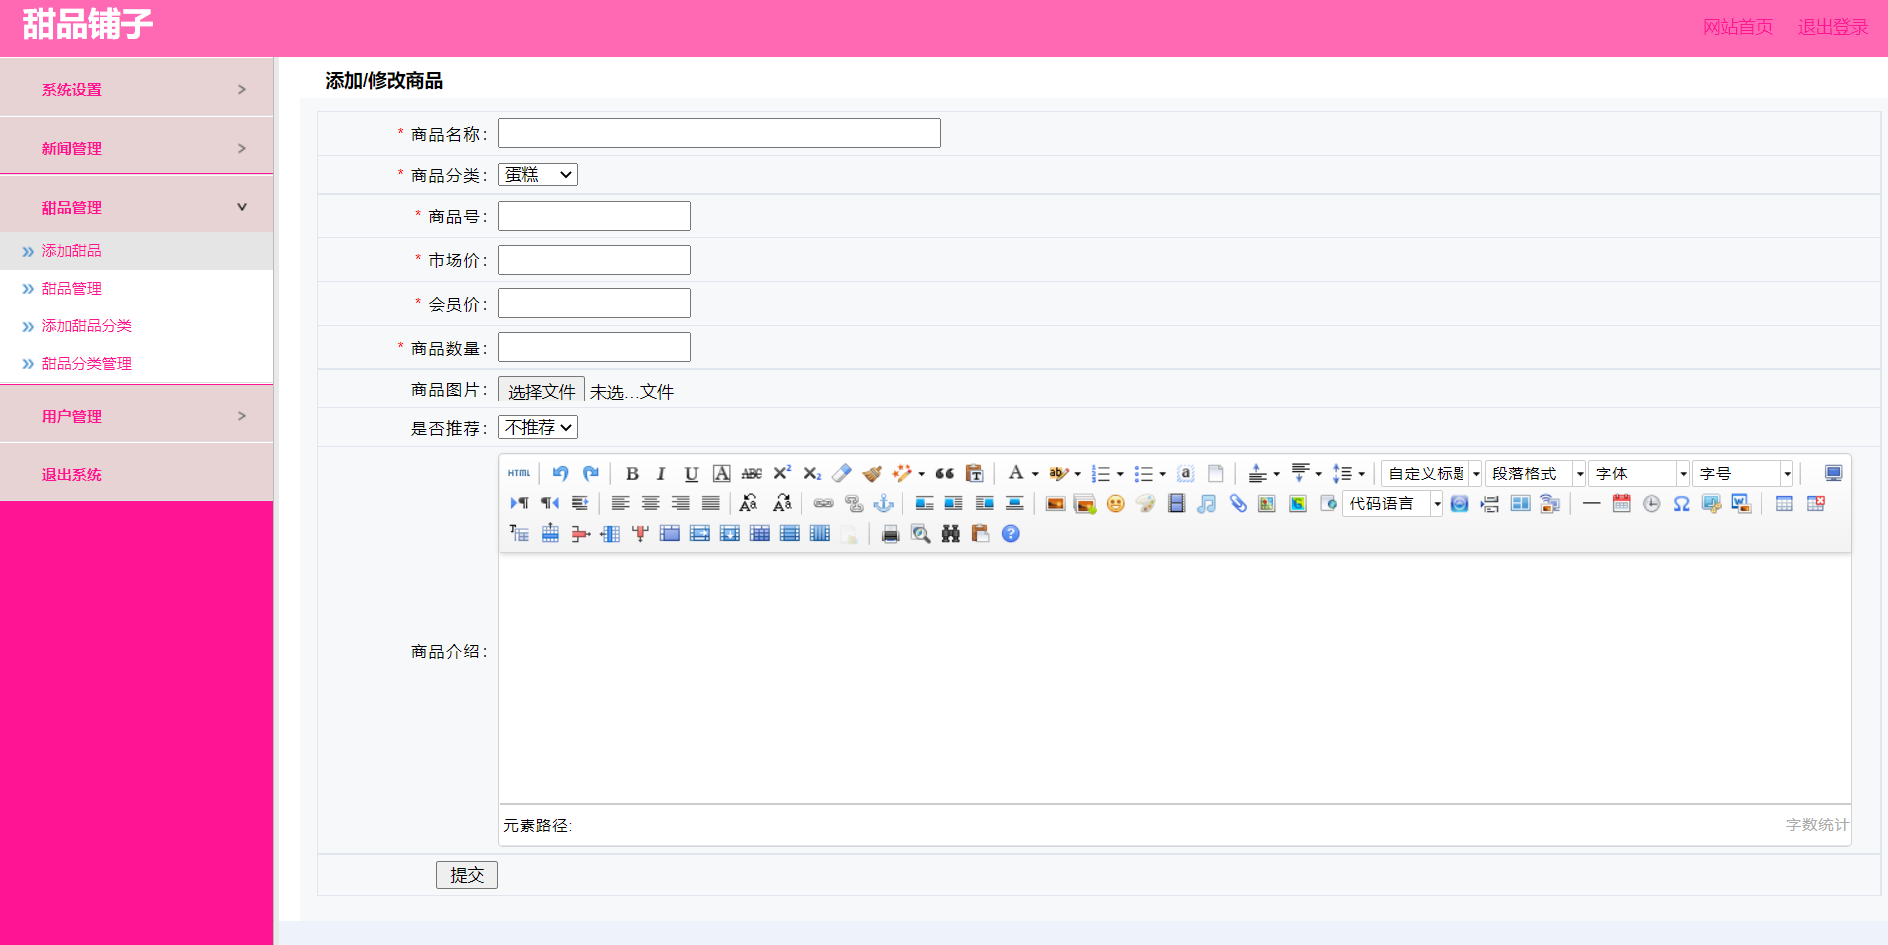 甜品铺子
网站首页 退出登录
系统设置
新闻管理
甜品管理
添加甜品
甜品管理
添加甜品分类
甜品分类管理
用户管理
退出系统
添加/修改商品
* 商品名称：
* 商品分类： 蛋糕
* 商品号：
* 市场价：
* 会员价：
* 商品数量：
商品图片： 选择文件 未选...文件
是否推荐： 不推荐
HTML B I U A ABC X² X₂ A ab 自定义标题 段落格式 字体 字号
代码语言
商品介绍：
元素路径:
字数统计
提交